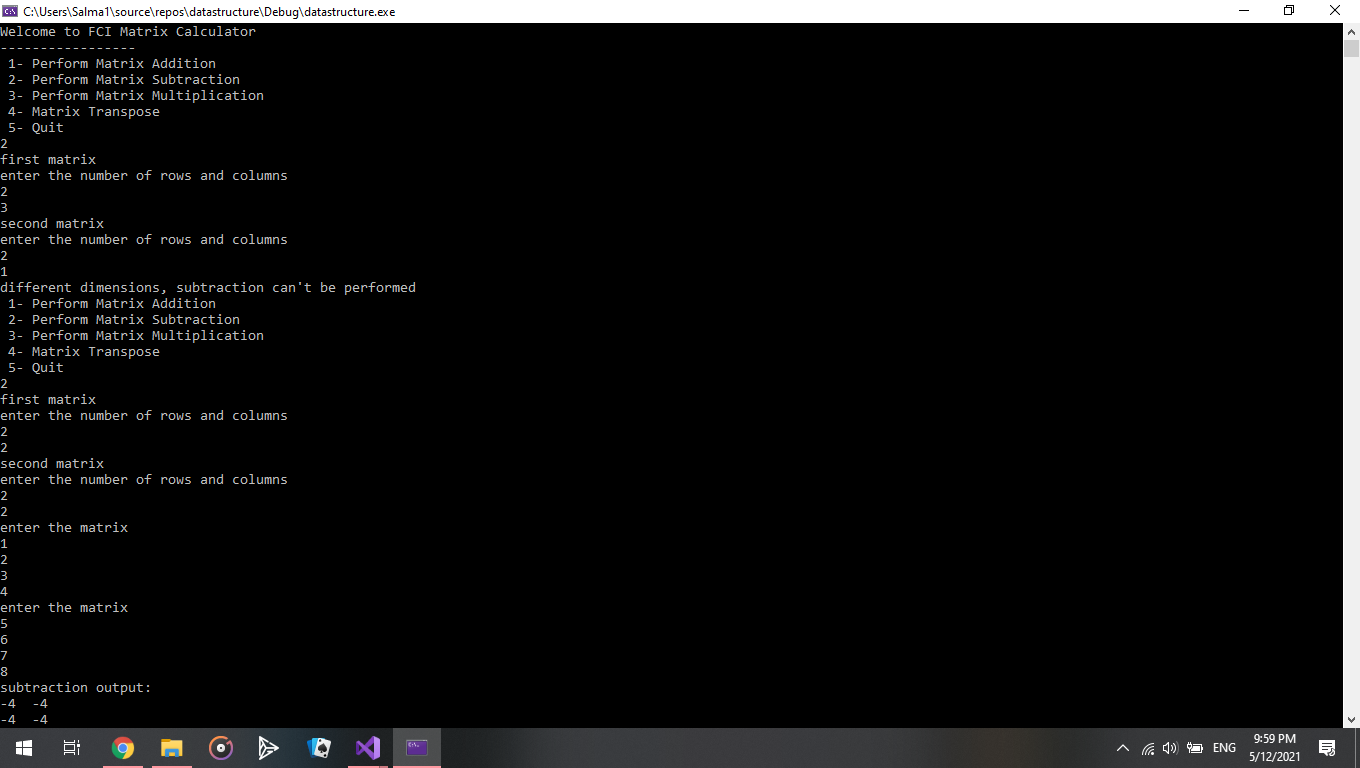 C:\Users\Salma1\source\repos\datastructure\Debug\datastructure.exe
Welcome to FCI Matrix Calculator
-----------------
1- Perform Matrix Addition
2- Perform Matrix Subtraction
3- Perform Matrix Multiplication
4- Matrix Transpose
5- Quit
2
first matrix
enter the number of rows and columns
2
3
second matrix
enter the number of rows and columns
2
1
different dimensions, subtraction can't be performed
1- Perform Matrix Addition
2- Perform Matrix Subtraction
3- Perform Matrix Multiplication
4- Matrix Transpose
5- Quit
2
first matrix
enter the number of rows and columns
2
2
second matrix
enter the number of rows and columns
2
2
enter the matrix
1
2
3
4
enter the matrix
5
6
7
8
subtraction output:
-4  -4
-4  -4
ENG
9:59 PM
5/12/2021